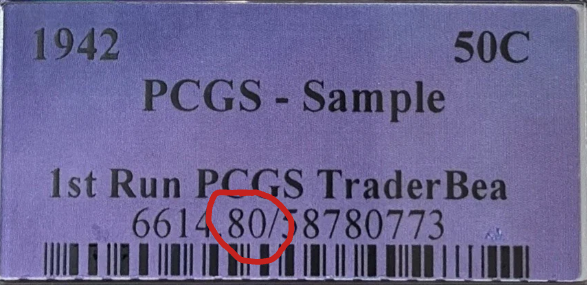 1942 50C
PCGS - Sample
1st Run PCGS TraderBea
6614.80/58780773